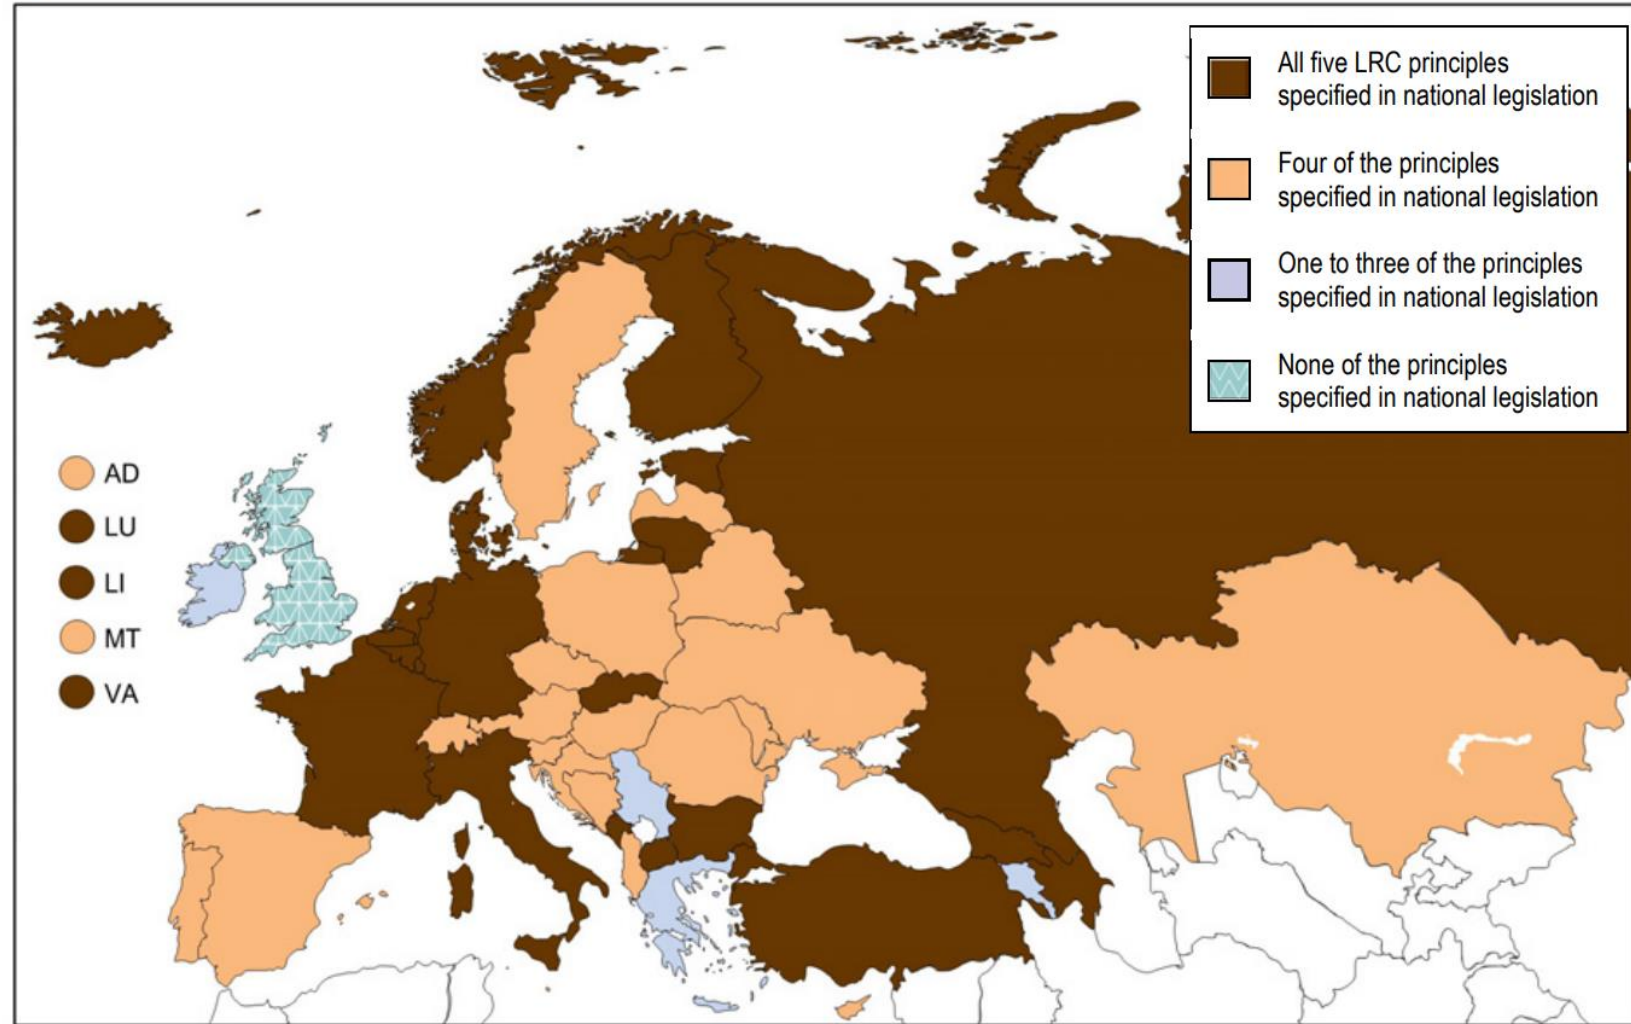 All five LRC principles
specified in national legislation
Four of the principles
specified in national legislation
One to three of the principles
specified in national legislation
None of the principles
specified in national legislation
AD
LU
LI
MT
VA